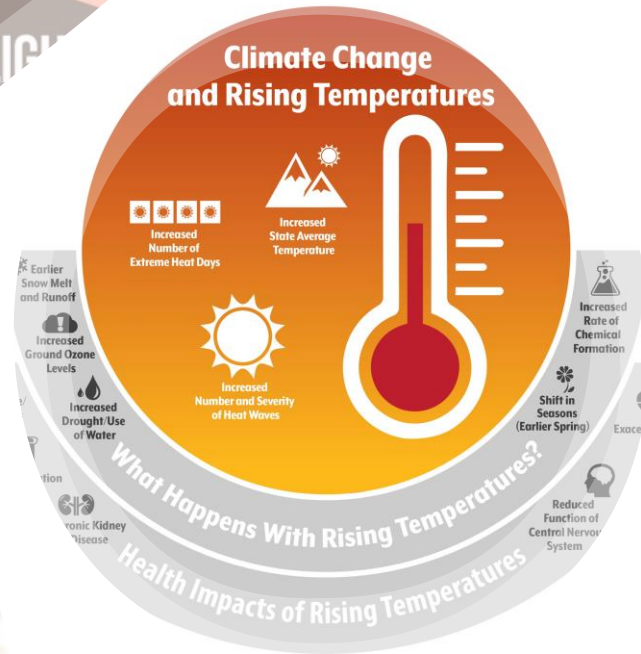 Climate Change
and Rising Temperatures
Increased
State Average
Temperature
Increased
Number of
Extreme Heat Days
Increased
Number and Severity
of Heat Waves
Earlier
Snow Melt
and Runoff
Increased
Ground Ozone
Levels
Increased
Drought/Use
of Water
Increased
Rate of
Chemical
Formation
Shift in
Seasons
(Earlier Spring)
What Happens With Rising Temperatures?
Kidney
Disease
Reduced
Function of
Central
System
Health Impacts of Rising Temperatures